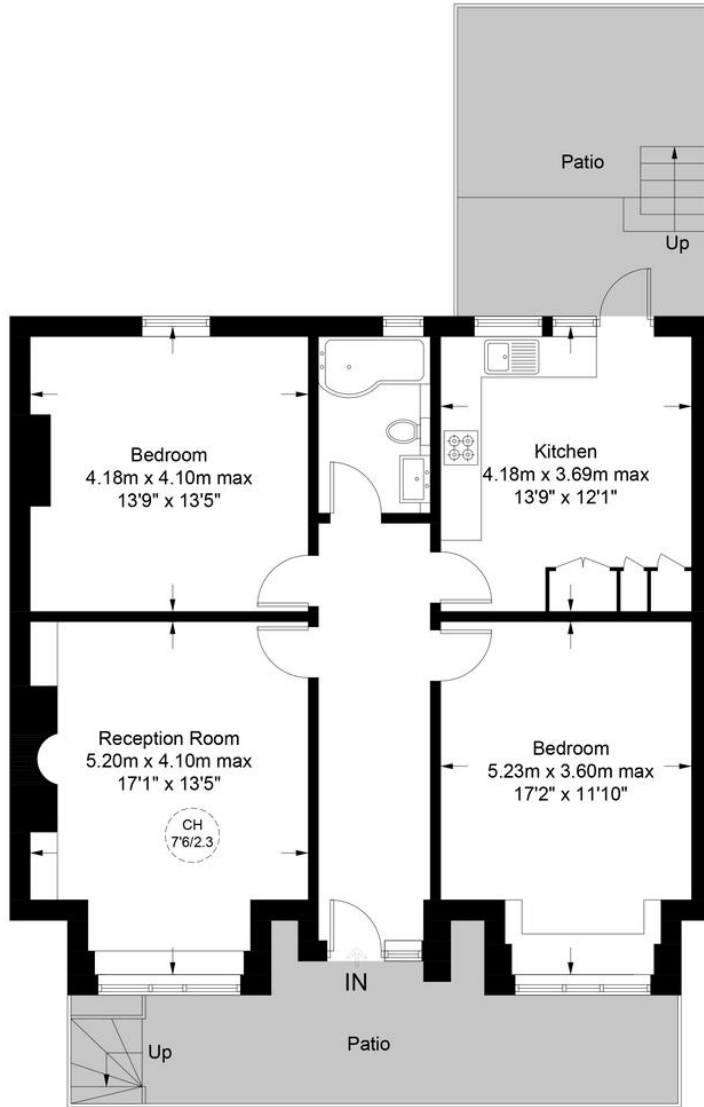 Patio
Up
Bedroom
4.18m x 4.10m max
13'9" x 13'5"
Kitchen
4.18m x 3.69m max
13'9" x 12'1"
Reception Room
5.20m x 4.10m max
17'1" x 13'5"
CH
7'6/2.3
Bedroom
5.23m x 3.60m max
17'2" x 11'10"
IN
Up
Patio